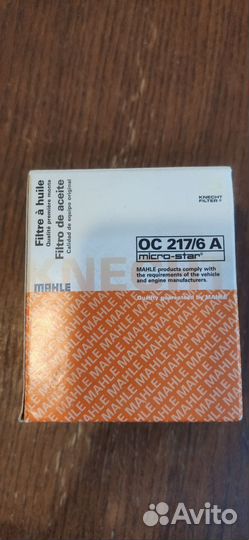 Filtre à huile
Qualité première monte
Filtro de aceite
Calidad de equipo original
KNECHT
FILTER
OC 217/6 A
micro-star®
MAHLE products comply with
the requirements of the vehicle
and engine manufacturers.
Quality guaranteed by MAHLE
MAHLE
Avito